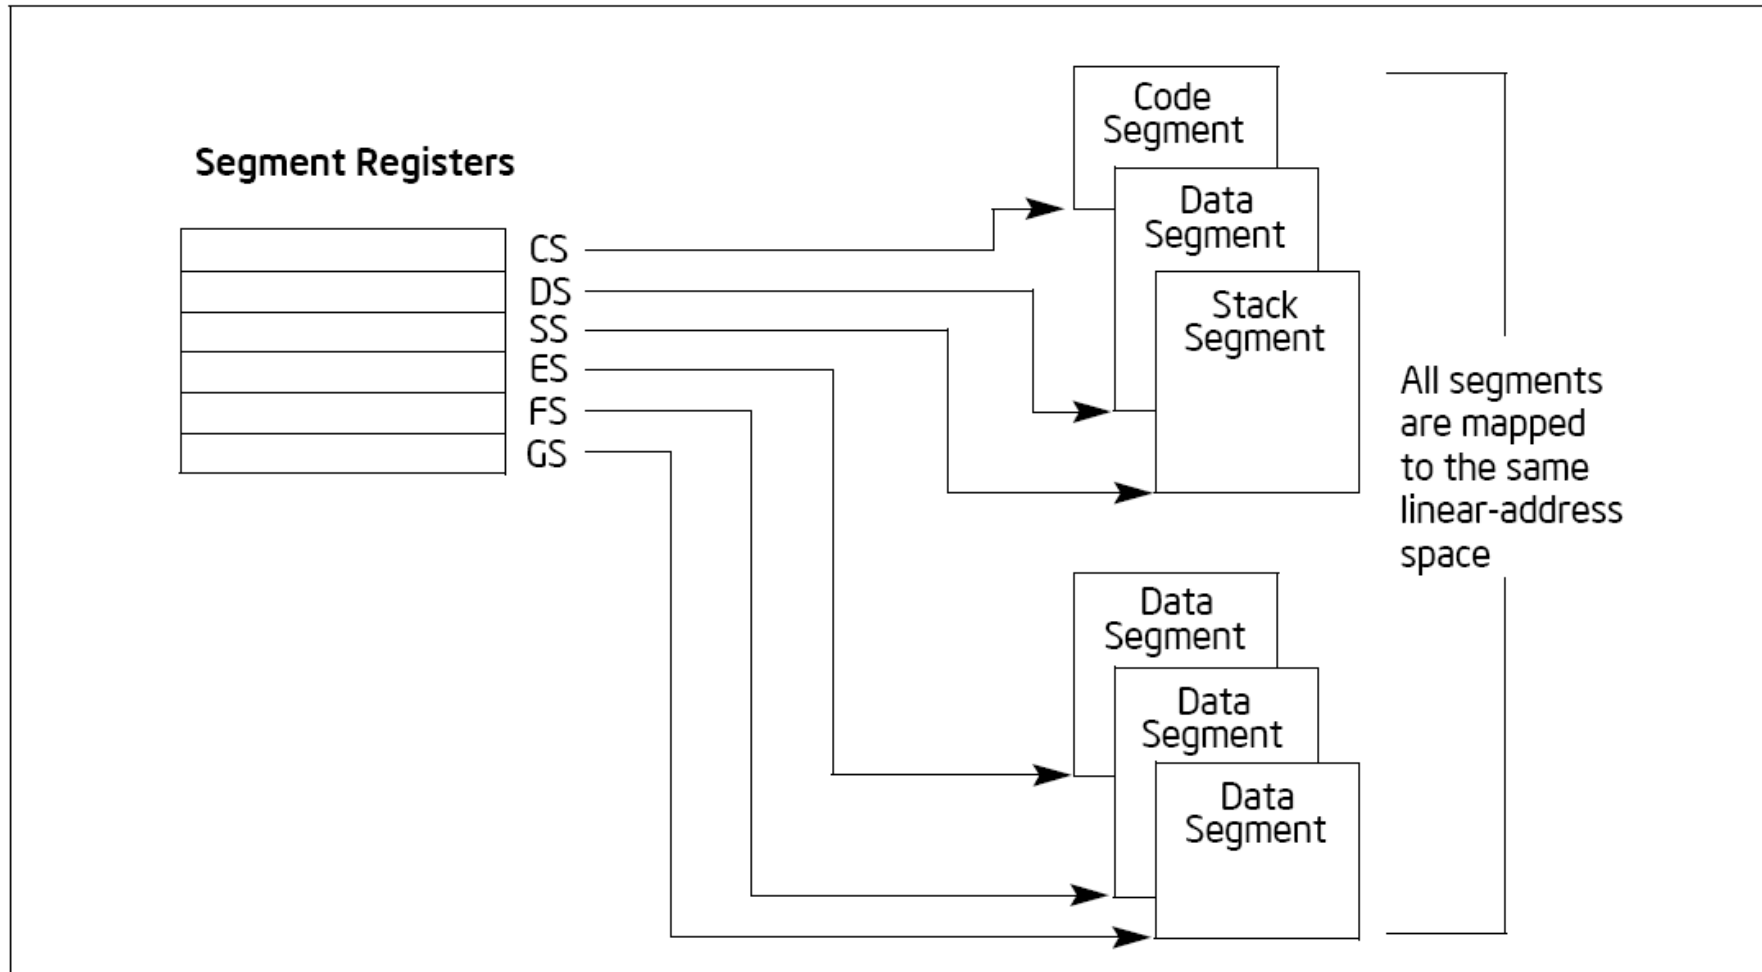 Segment Registers
CS
DS
SS
ES
FS
GS
Code
Segment
Data
Segment
Stack
Segment
Data
Segment
Data
Segment
Data
Segment
All segments
are mapped
to the same
linear-address
space